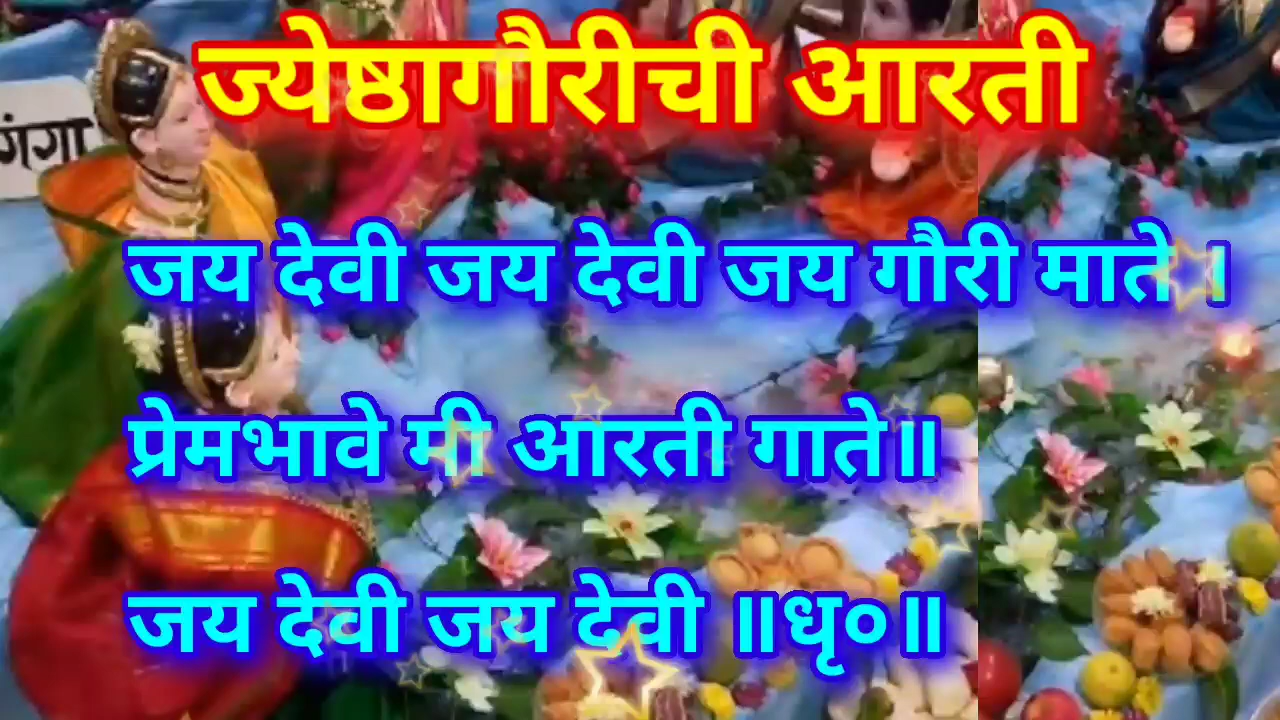 ज्येष्ठागौरीची आरती
गंगा
जय देवी जय देवी जय गौरी माते ।
प्रेमभावे मी आरती गाते॥
जय देवी जय देवी ॥धृ०॥